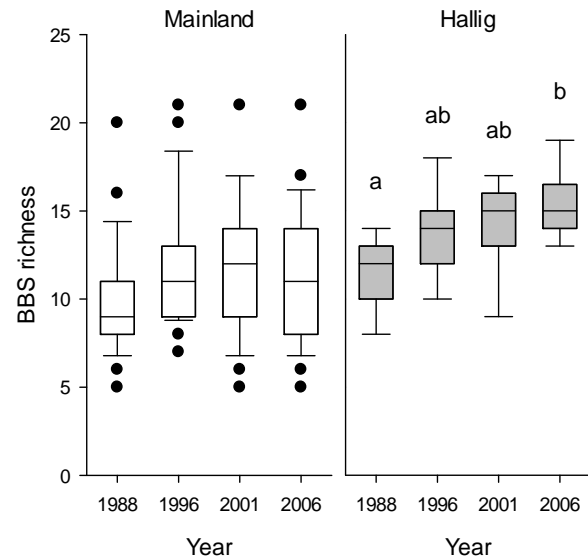 Mainland Hallig
25
20
15
10
5
0
BBS richness
a
ab
ab
b
1988 1996 2001 2006 1988 1996 2001 2006
Year Year